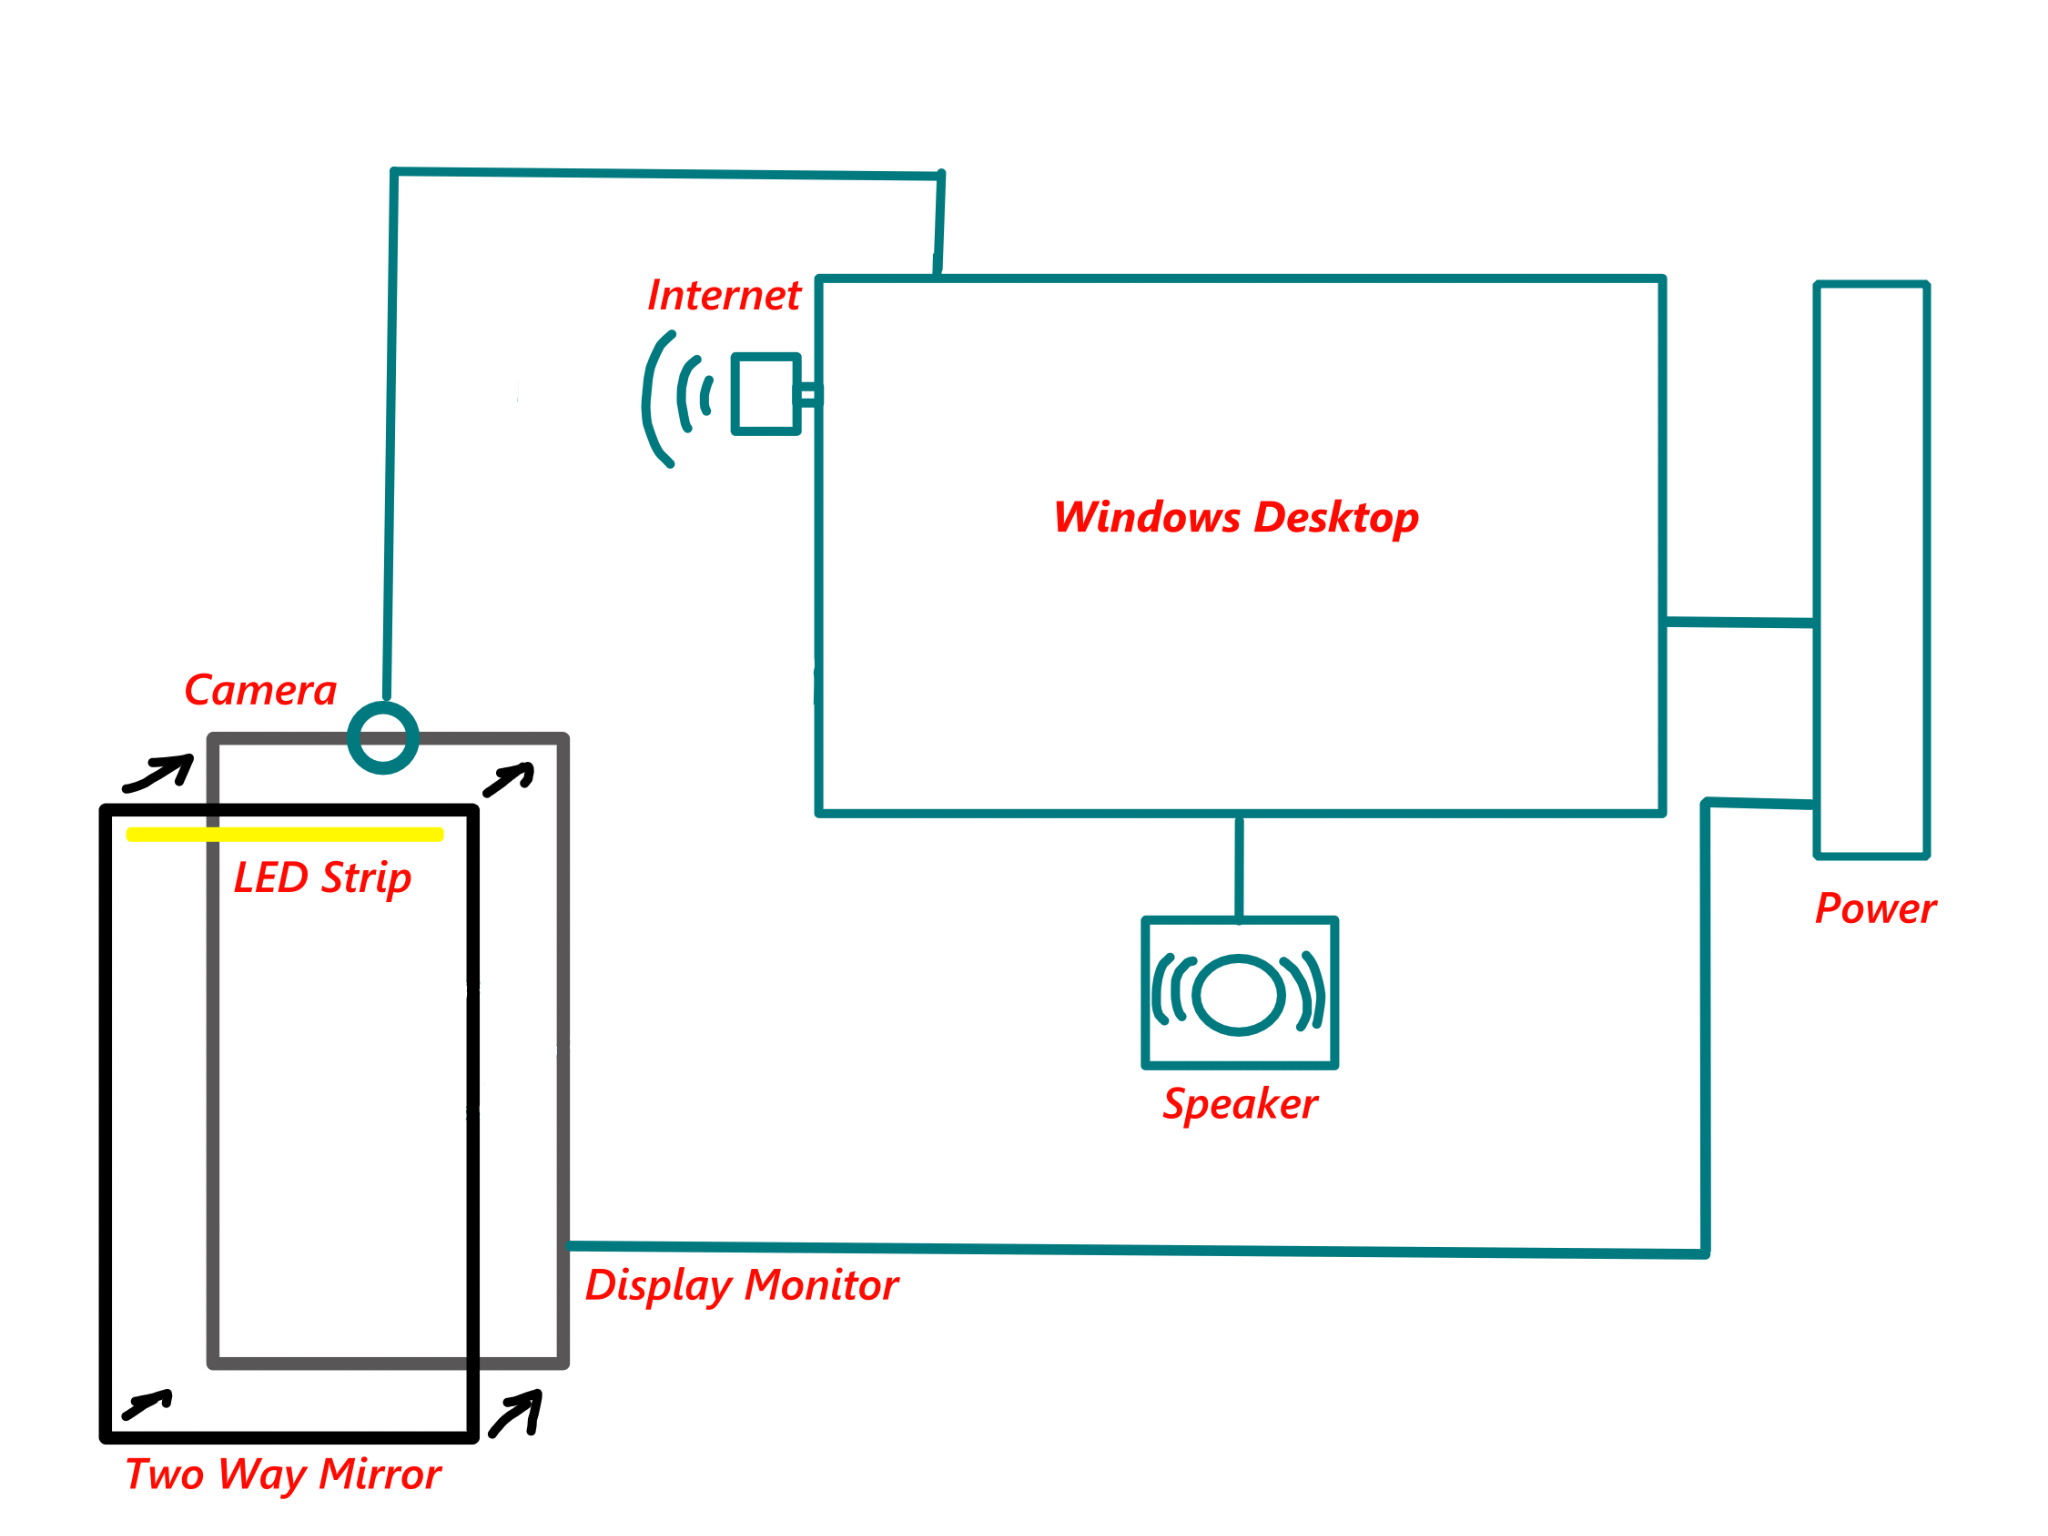 Internet
Windows Desktop
Camera
LED Strip
Power
Speaker
Display Monitor
Two Way Mirror